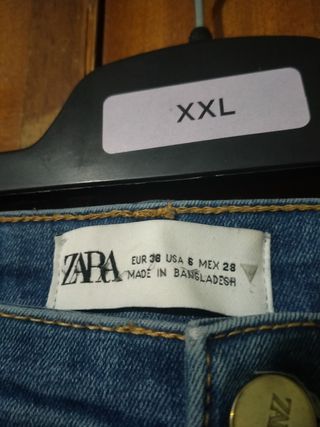 XXL
ZARA
EUR 38 USA 6 MEX 28
MADE IN BANGLADESH